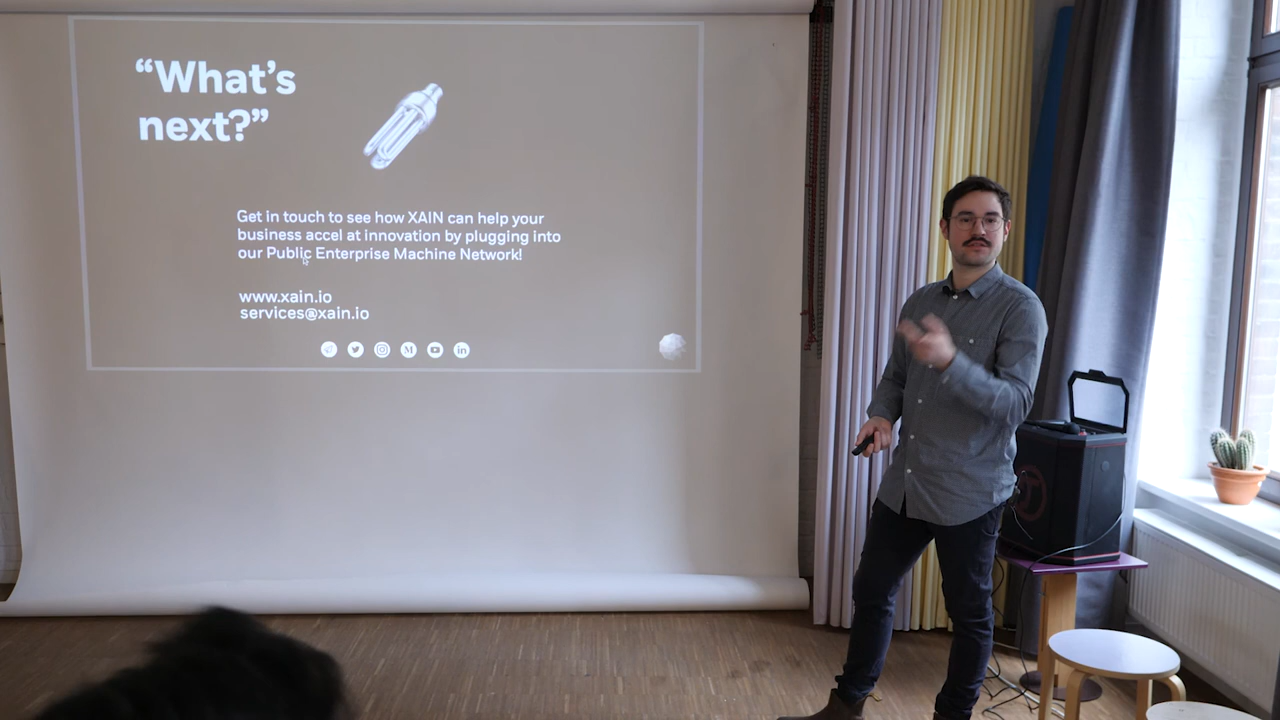 “What’s
next?”
Get in touch to see how XAIN can help your
business accel at innovation by plugging into
our Public Enterprise Machine Network!
www.xain.io
services@xain.io